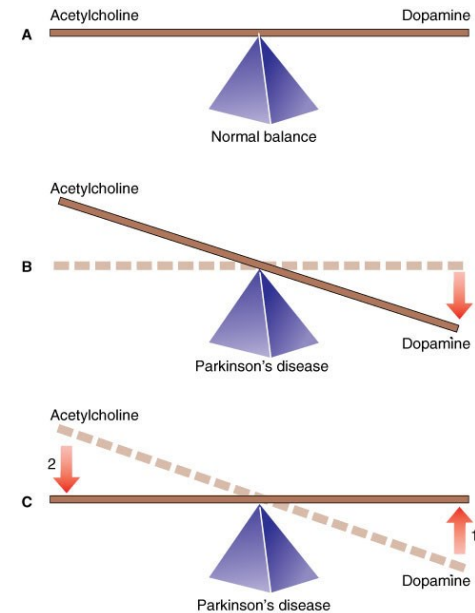 Acetylcholine Dopamine
A
Normal balance
Acetylcholine
B
Dopamine
Parkinson's disease
Acetylcholine
2
C
1
Dopamine
Parkinson's disease